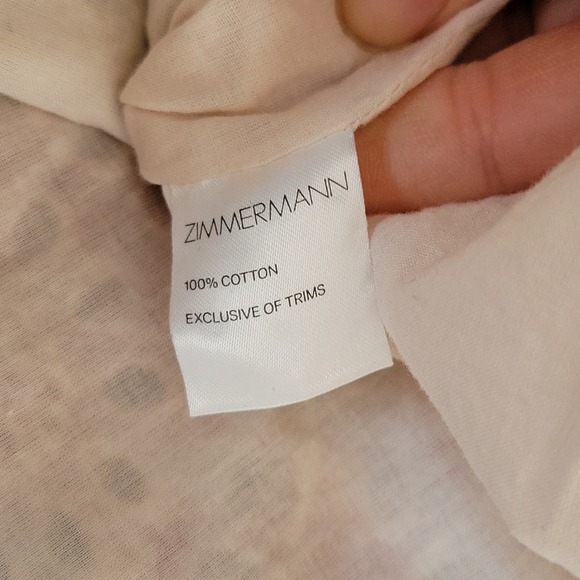 ZIMMERMANN
100% COTTON
EXCLUSIVE OF TRIMS